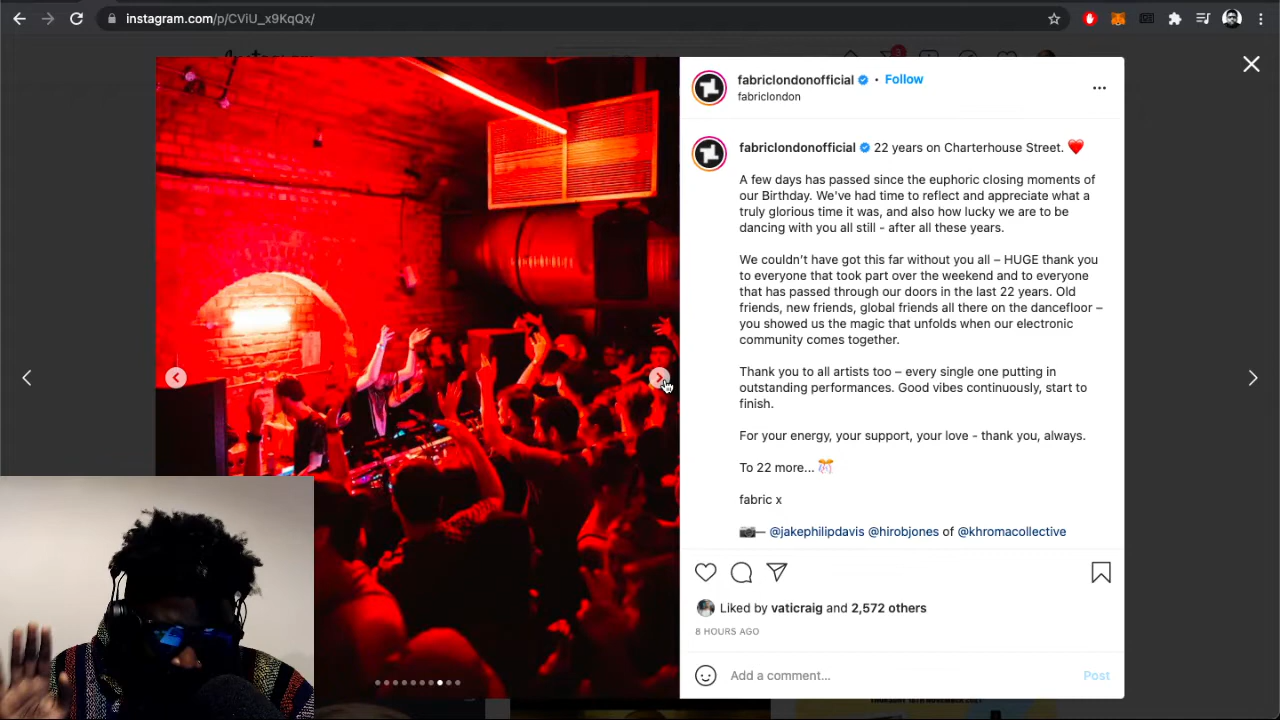 instagram.com/p/CViU_x9KqQx/
fabriclondonofficial • Follow
fabriclondon
fabriclondonofficial 22 years on Charterhouse Street. ❤️
A few days has passed since the euphoric closing moments of
our Birthday. We've had time to reflect and appreciate what a
truly glorious time it was, and also how lucky we are to be
dancing with you all still - after all these years.
We couldn't have got this far without you all – HUGE thank you
to everyone that took part over the weekend and to everyone
that has passed through our doors in the last 22 years. Old
friends, new friends, global friends all there on the dancefloor –
you showed us the magic that unfolds when our electronic
community comes together.
Thank you to all artists too – every single one putting in
outstanding performances. Good vibes continuously, start to
finish.
For your energy, your support, your love - thank you, always.
To 22 more... 🎊
fabric x
📸— @jakephilipdavis @hirobjones of @khromacollective
Liked by vaticraig and 2,572 others
8 HOURS AGO
Add a comment...
Post